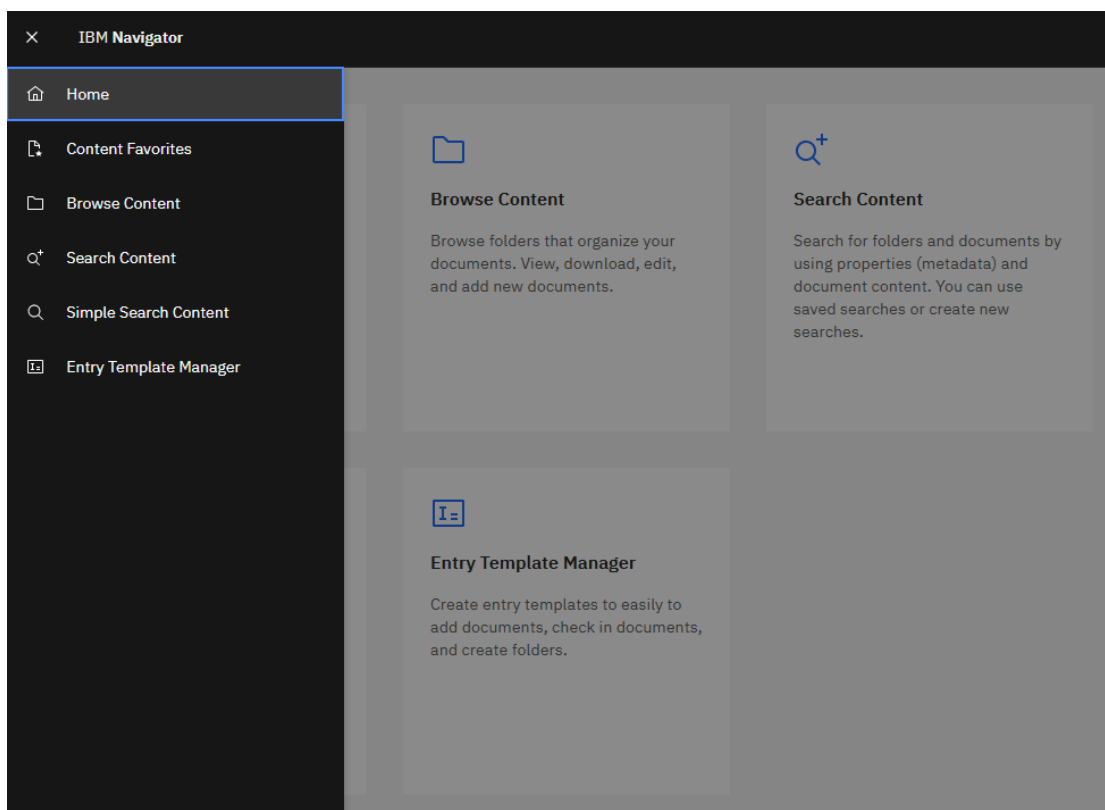 IBM Navigator
Home
Content Favorites
Browse Content
Search Content
Simple Search Content
Entry Template Manager
Browse Content
Browse folders that organize your
documents. View, download, edit,
and add new documents.
Search Content
Search for folders and documents by
using properties (metadata) and
document content. You can use
saved searches or create new
searches.
Entry Template Manager
Create entry templates to easily to
add documents, check in documents,
and create folders.